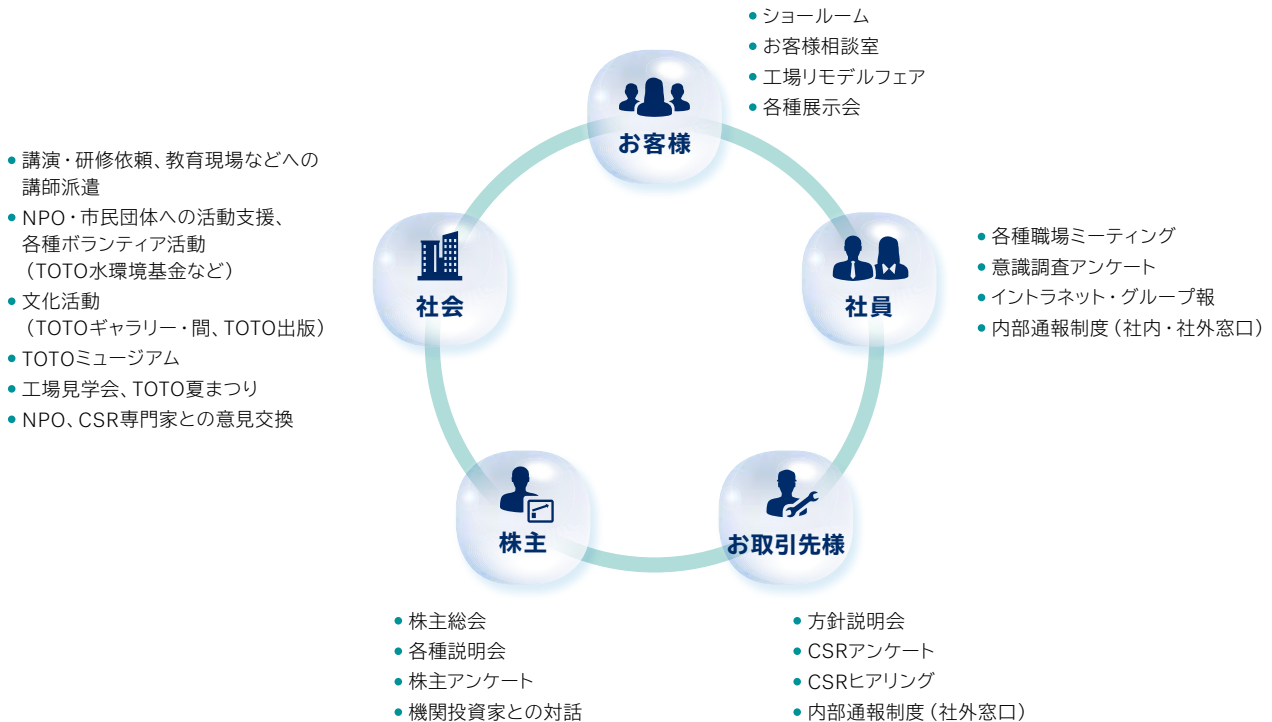 • ショールーム
• お客様相談室
• 工場リモデルフェア
• 各種展示会
お客様
• 講演・研修依頼、教育現場などへの
講師派遣
• NPO・市民団体への活動支援、
各種ボランティア活動
（TOTO水環境基金など）
• 文化活動
（TOTOギャラリー・間、TOTO出版）
• TOTOミュージアム
• 工場見学会、TOTO夏まつり
• NPO、CSR専門家との意見交換
社会
社員
• 各種職場ミーティング
• 意識調査アンケート
• イントラネット・グループ報
• 内部通報制度（社内・社外窓口）
株主
• 株主総会
• 各種説明会
• 株主アンケート
• 機関投資家との対話
お取引先様
• 方針説明会
• CSRアンケート
• CSRヒアリング
• 内部通報制度（社外窓口）